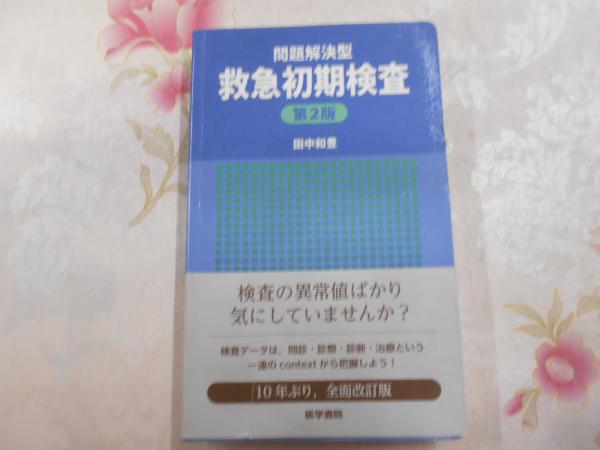 問題解決型
救急初期検査
第2版
田中和豊
検査の異常値ばかり
気にしていませんか？
検査データは，問診・診察・診断・治療という
一連のcontextから把握しよう！
10年ぶり，全面改訂版
医学書院